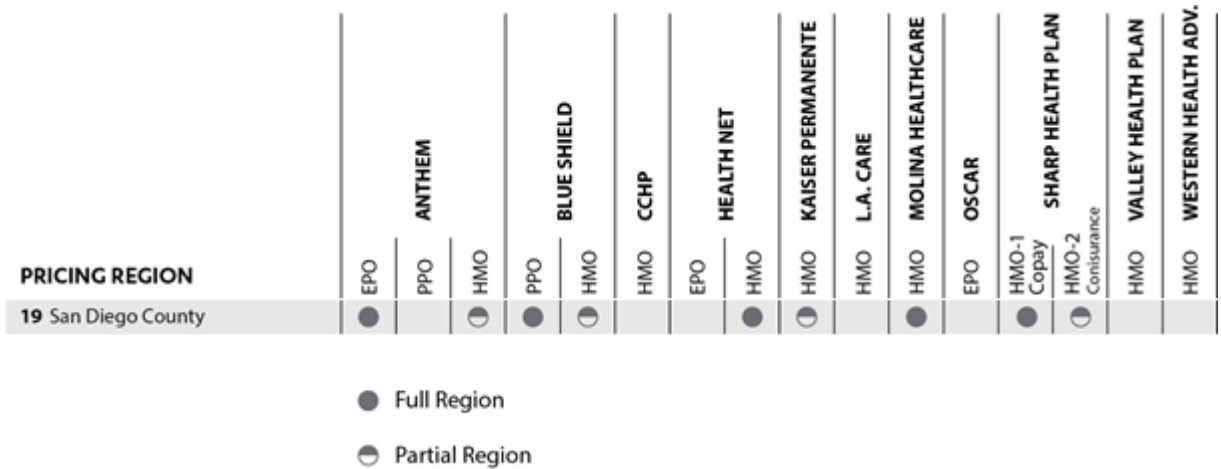 ANTHEM
BLUE SHIELD
CCHP
HEALTH NET
KAISER PERMANENTE
L.A. CARE
MOLINA HEALTHCARE
OSCAR
SHARP HEALTH PLAN
VALLEY HEALTH PLAN
WESTERN HEALTH ADV.
PRICING REGION
EPO
PPO
HMO
PPO
HMO
HMO
EPO
HMO
HMO
HMO
HMO
EPO
HMO-1
Copay
HMO-2
Conisurance
HMO
HMO
19 San Diego County
Full Region
Partial Region